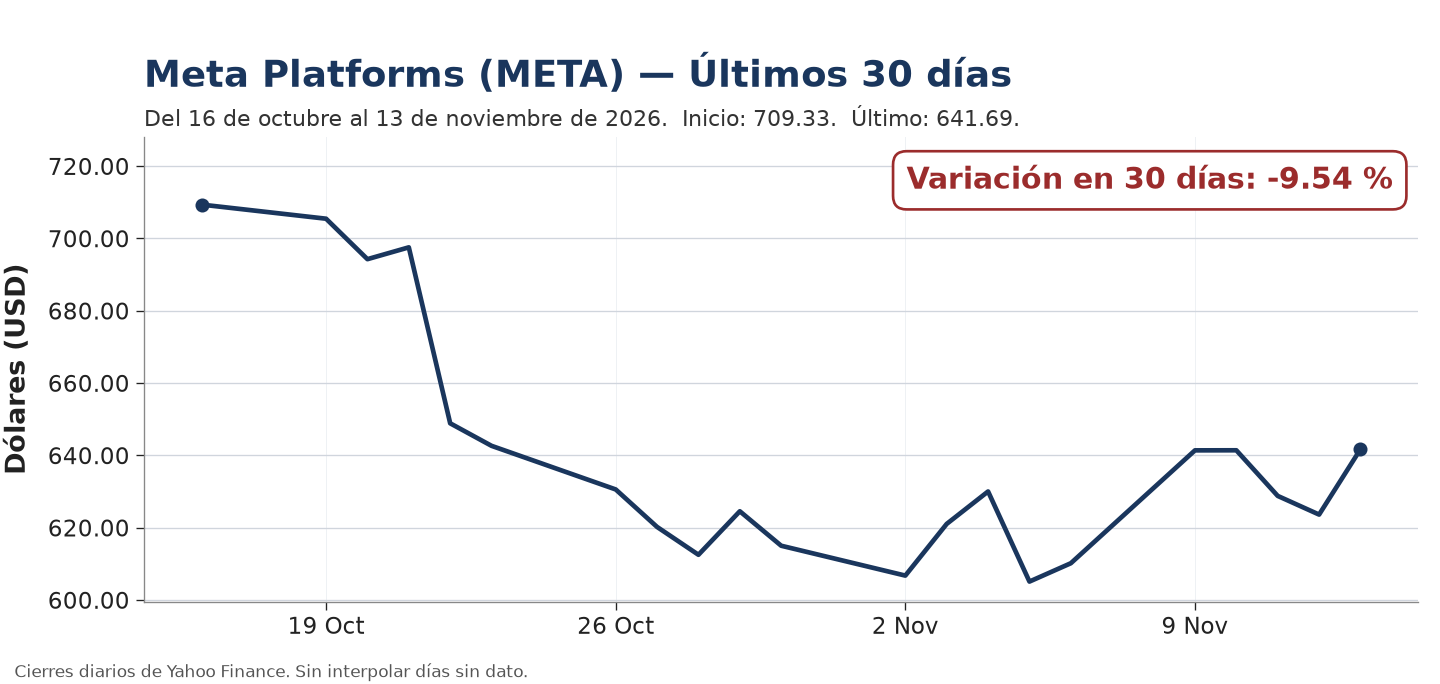 Meta Platforms (META) — Últimos 30 días
Del 16 de octubre al 13 de noviembre de 2026.  Inicio: 709.33.  Último: 641.69.
Variación en 30 días: -9.54 %
Dólares (USD)
720.00
700.00
680.00
660.00
640.00
620.00
600.00
19 Oct
26 Oct
2 Nov
9 Nov
Cierres diarios de Yahoo Finance. Sin interpolar días sin dato.